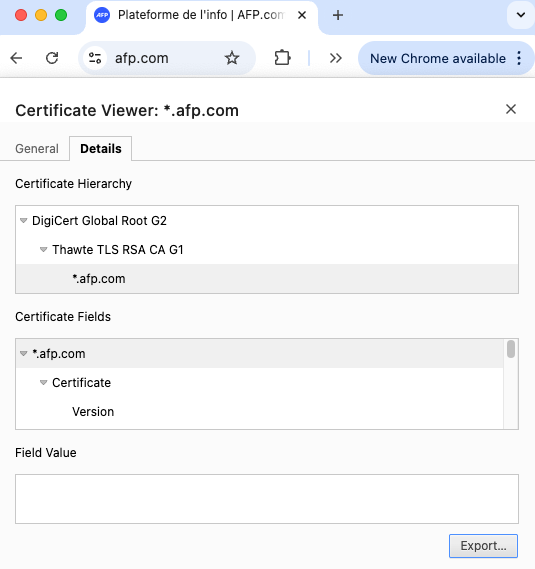 AFP Plateforme de l'info | AFP.com
afp.com
New Chrome available
Certificate Viewer: *.afp.com
General Details
Certificate Hierarchy
DigiCert Global Root G2
Thawte TLS RSA CA G1
*.afp.com
Certificate Fields
*.afp.com
Certificate
Version
Field Value
Export...